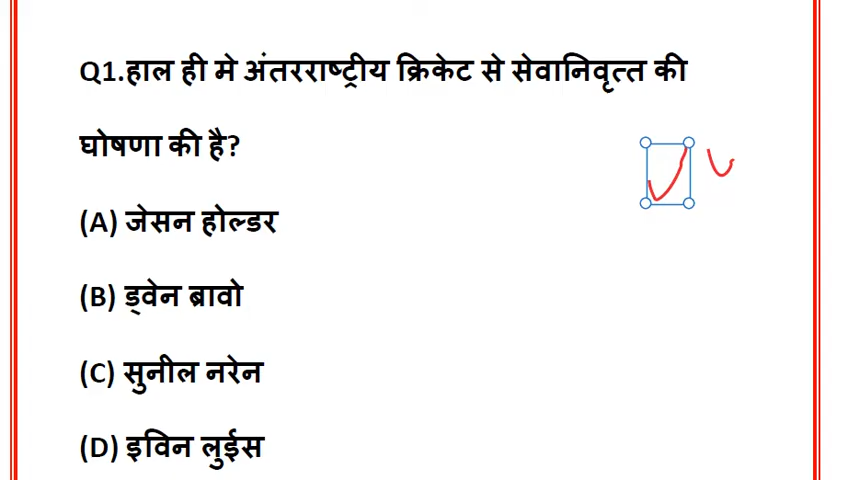 Q1.हाल ही मे अंतरराष्ट्रीय क्रिकेट से सेवानिवृत्त की
घोषणा की है?
(A) जेसन होल्डर
(B) ड्वेन ब्रावो
(C) सुनील नरेन
(D) इविन लुईस